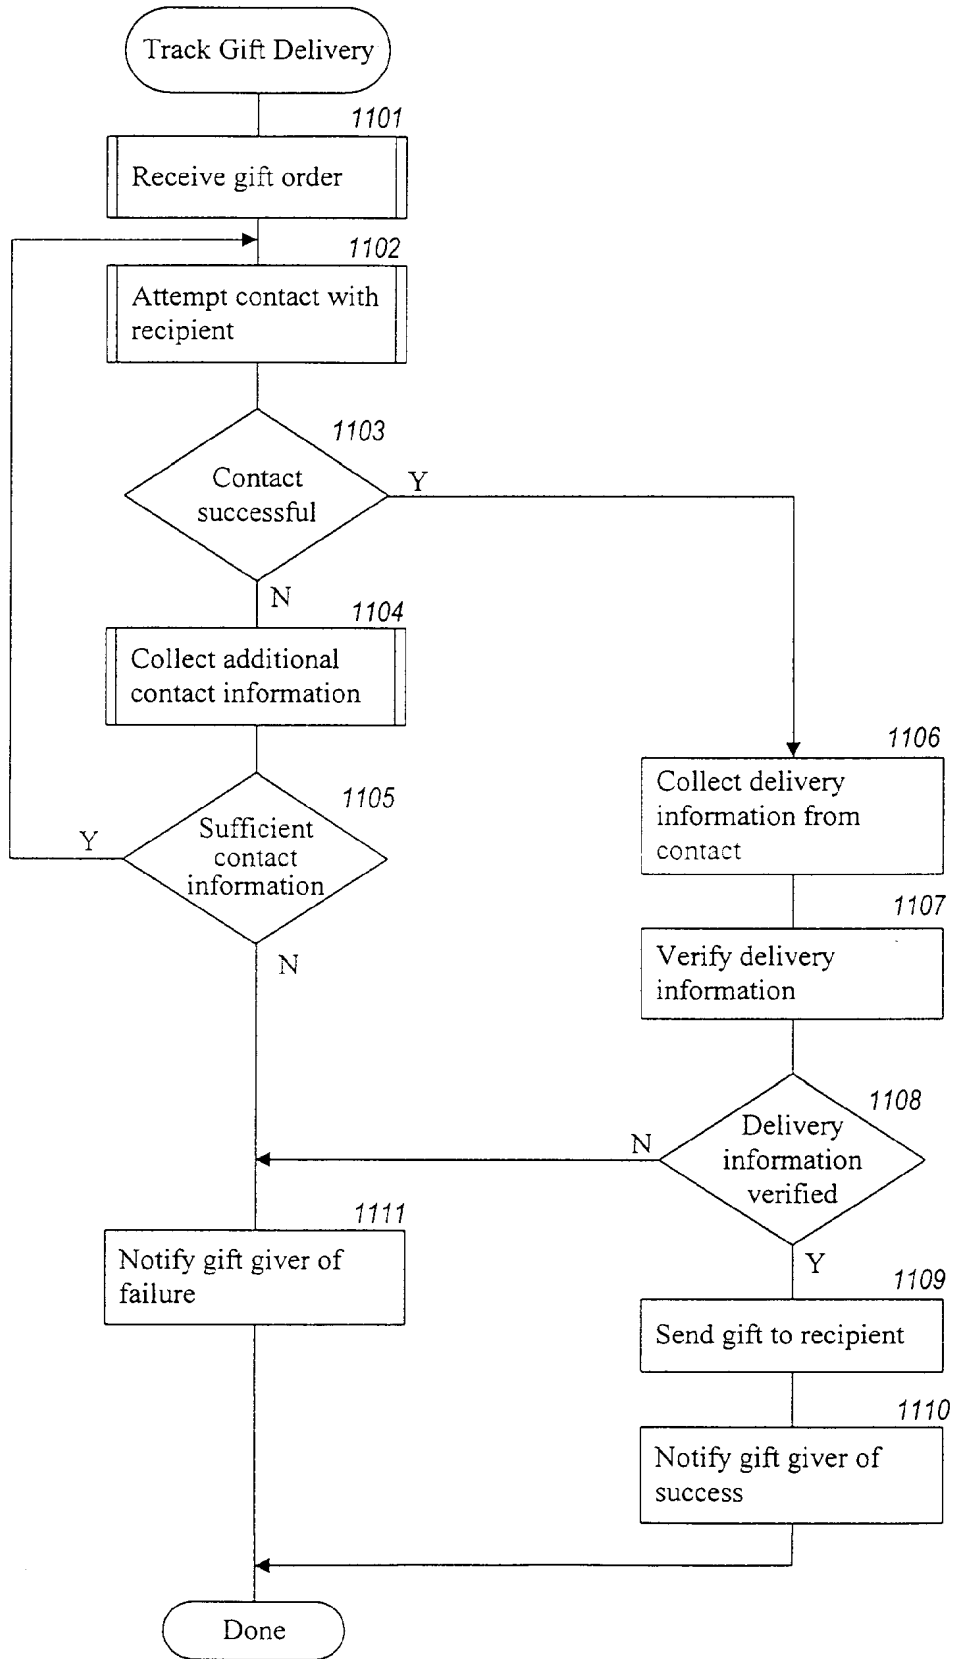 Track Gift Delivery
1101
Receive gift order
1102
Attempt contact with
recipient
1103
Contact
successful
Y
N
1104
Collect additional
contact information
1105
Sufficient
contact
information
Y
N
1106
Collect delivery
information from
contact
1107
Verify delivery
information
1108
Delivery
information
verified
N
Y
1109
Send gift to recipient
1110
Notify gift giver of
success
1111
Notify gift giver of
failure
Done